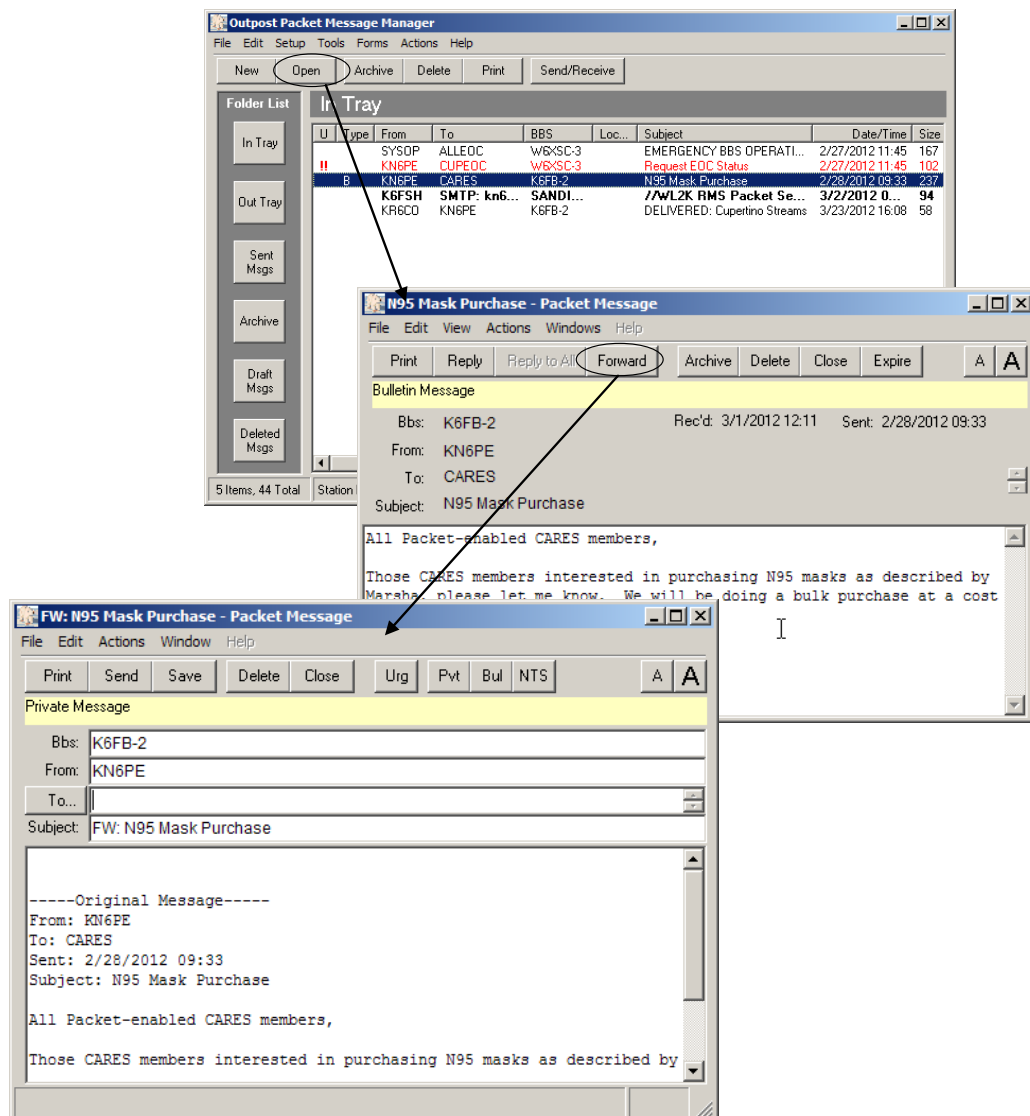 Outpost Packet Message Manager
File Edit Setup Tools Forms Actions Help
New Open Archive Delete Print Send/Receive
Folder List
In Tray
Out Tray
Sent
Msgs
Archive
Draft
Msgs
Deleted
Msgs
In Tray
U Type From To BBS Loc... Subject Date/Time Size
SYSOP ALLEOC W6XSC-3 EMERGENCY BBS OPERATI... 2/27/2012 11:45 167
!! KN6PE CUPEOC W6XSC-3 Request EOC Status 2/27/2012 11:45 102
B KN6PE CARES K6FB-2 N95 Mask Purchase 2/28/2012 09:33 237
K6FSH SMTP: kn6... SANDI... //WL2K RMS Packet Se... 3/2/2012 0... 94
KR6CO KN6PE K6FB-2 DELIVERED: Cupertino Streams 3/23/2012 16:08 58
5 Items, 44 Total Station
N95 Mask Purchase - Packet Message
File Edit View Actions Windows Help
Print Reply Reply to All Forward Archive Delete Close Expire A A
Bulletin Message
Bbs: K6FB-2 Rec'd: 3/1/2012 12:11 Sent: 2/28/2012 09:33
From: KN6PE
To: CARES
Subject: N95 Mask Purchase
All Packet-enabled CARES members,
Those CARES members interested in purchasing N95 masks as described by
Marsha, please let me know. We will be doing a bulk purchase at a cost
FW: N95 Mask Purchase - Packet Message
File Edit Actions Window Help
Print Send Save Delete Close Urg Pvt Bul NTS A A
Private Message
Bbs: K6FB-2
From: KN6PE
To...
Subject: FW: N95 Mask Purchase
-----Original Message-----
From: KN6PE
To: CARES
Sent: 2/28/2012 09:33
Subject: N95 Mask Purchase
All Packet-enabled CARES members,
Those CARES members interested in purchasing N95 masks as described by